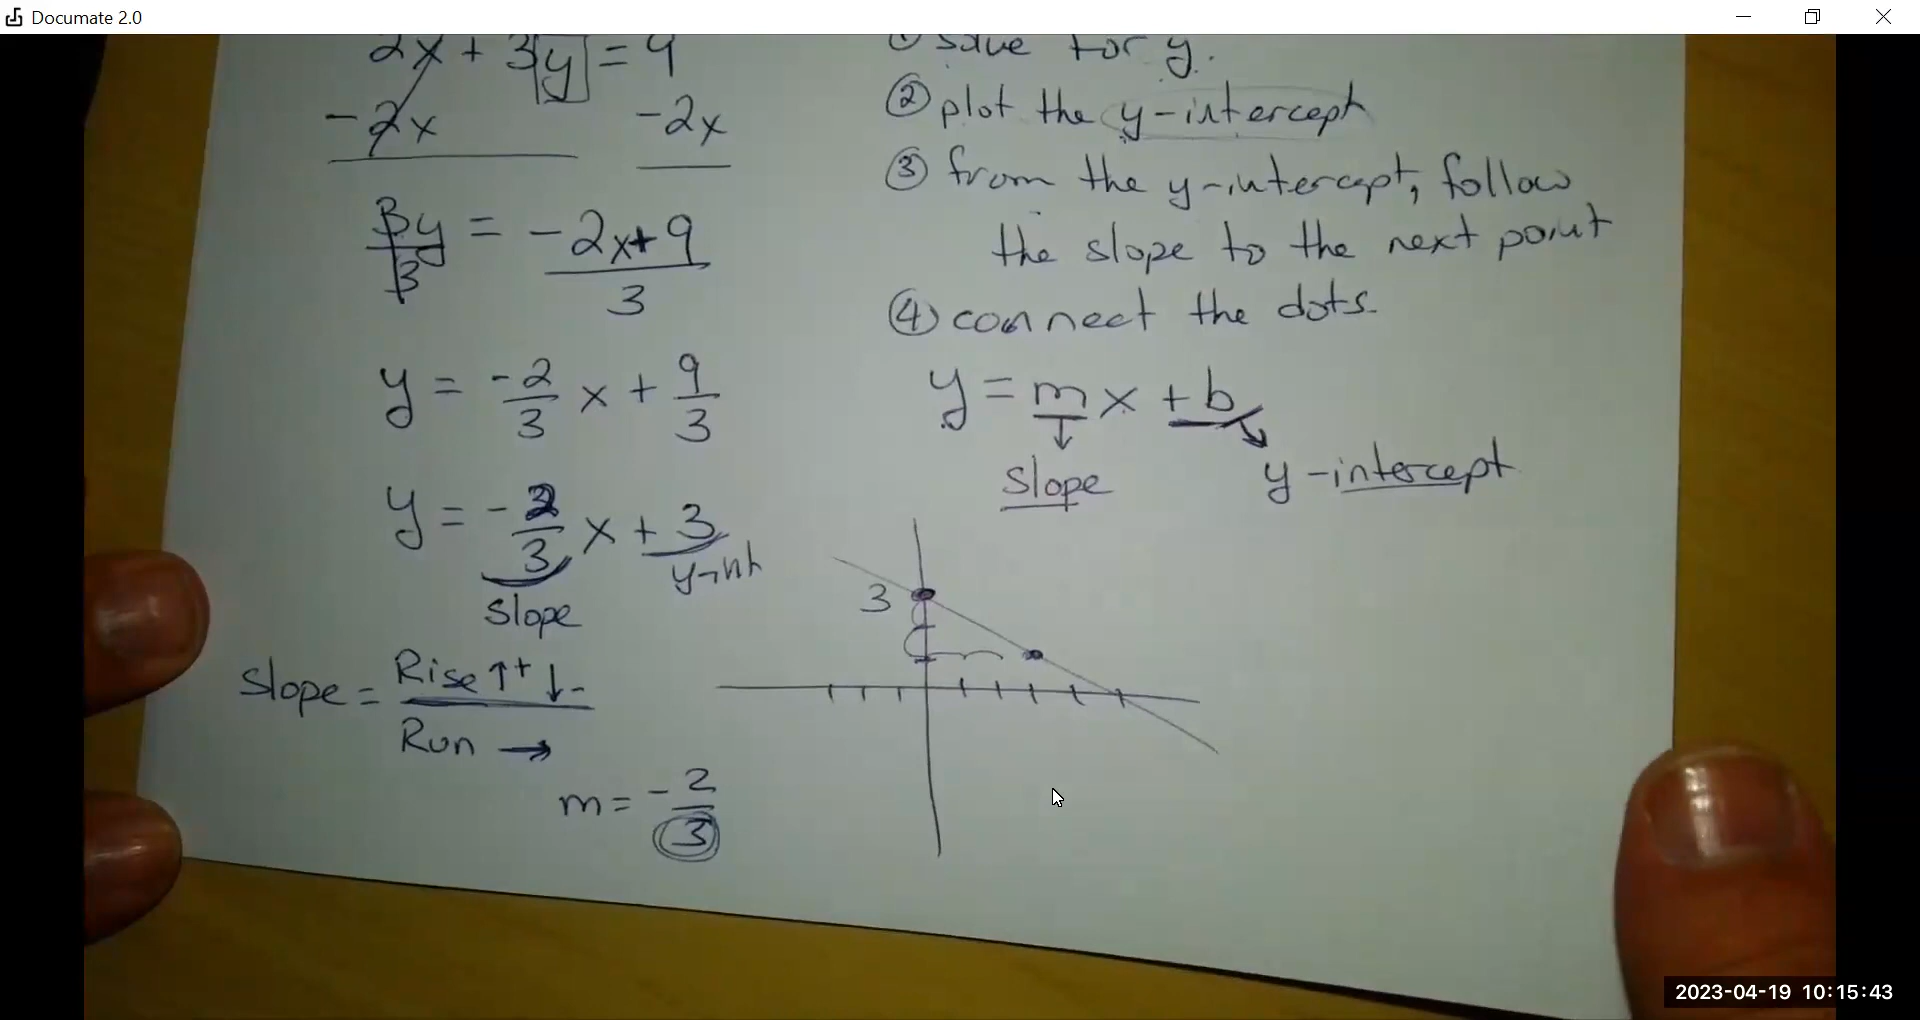 Documate 2.0
2x + 3y = 9
-2x -2x
3y = -2x+9
3 3
y = -2/3 x + 9/3
y = -2/3 x + 3
slope y-int
slope = Rise ↑+ ↓-
Run →
m = -2/3
① solve for y.
② plot the y-intercept
③ from the y-intercept, follow
the slope to the next point
④ connect the dots.
y = mx + b
slope y-intercept
3
2023-04-19 10:15:43